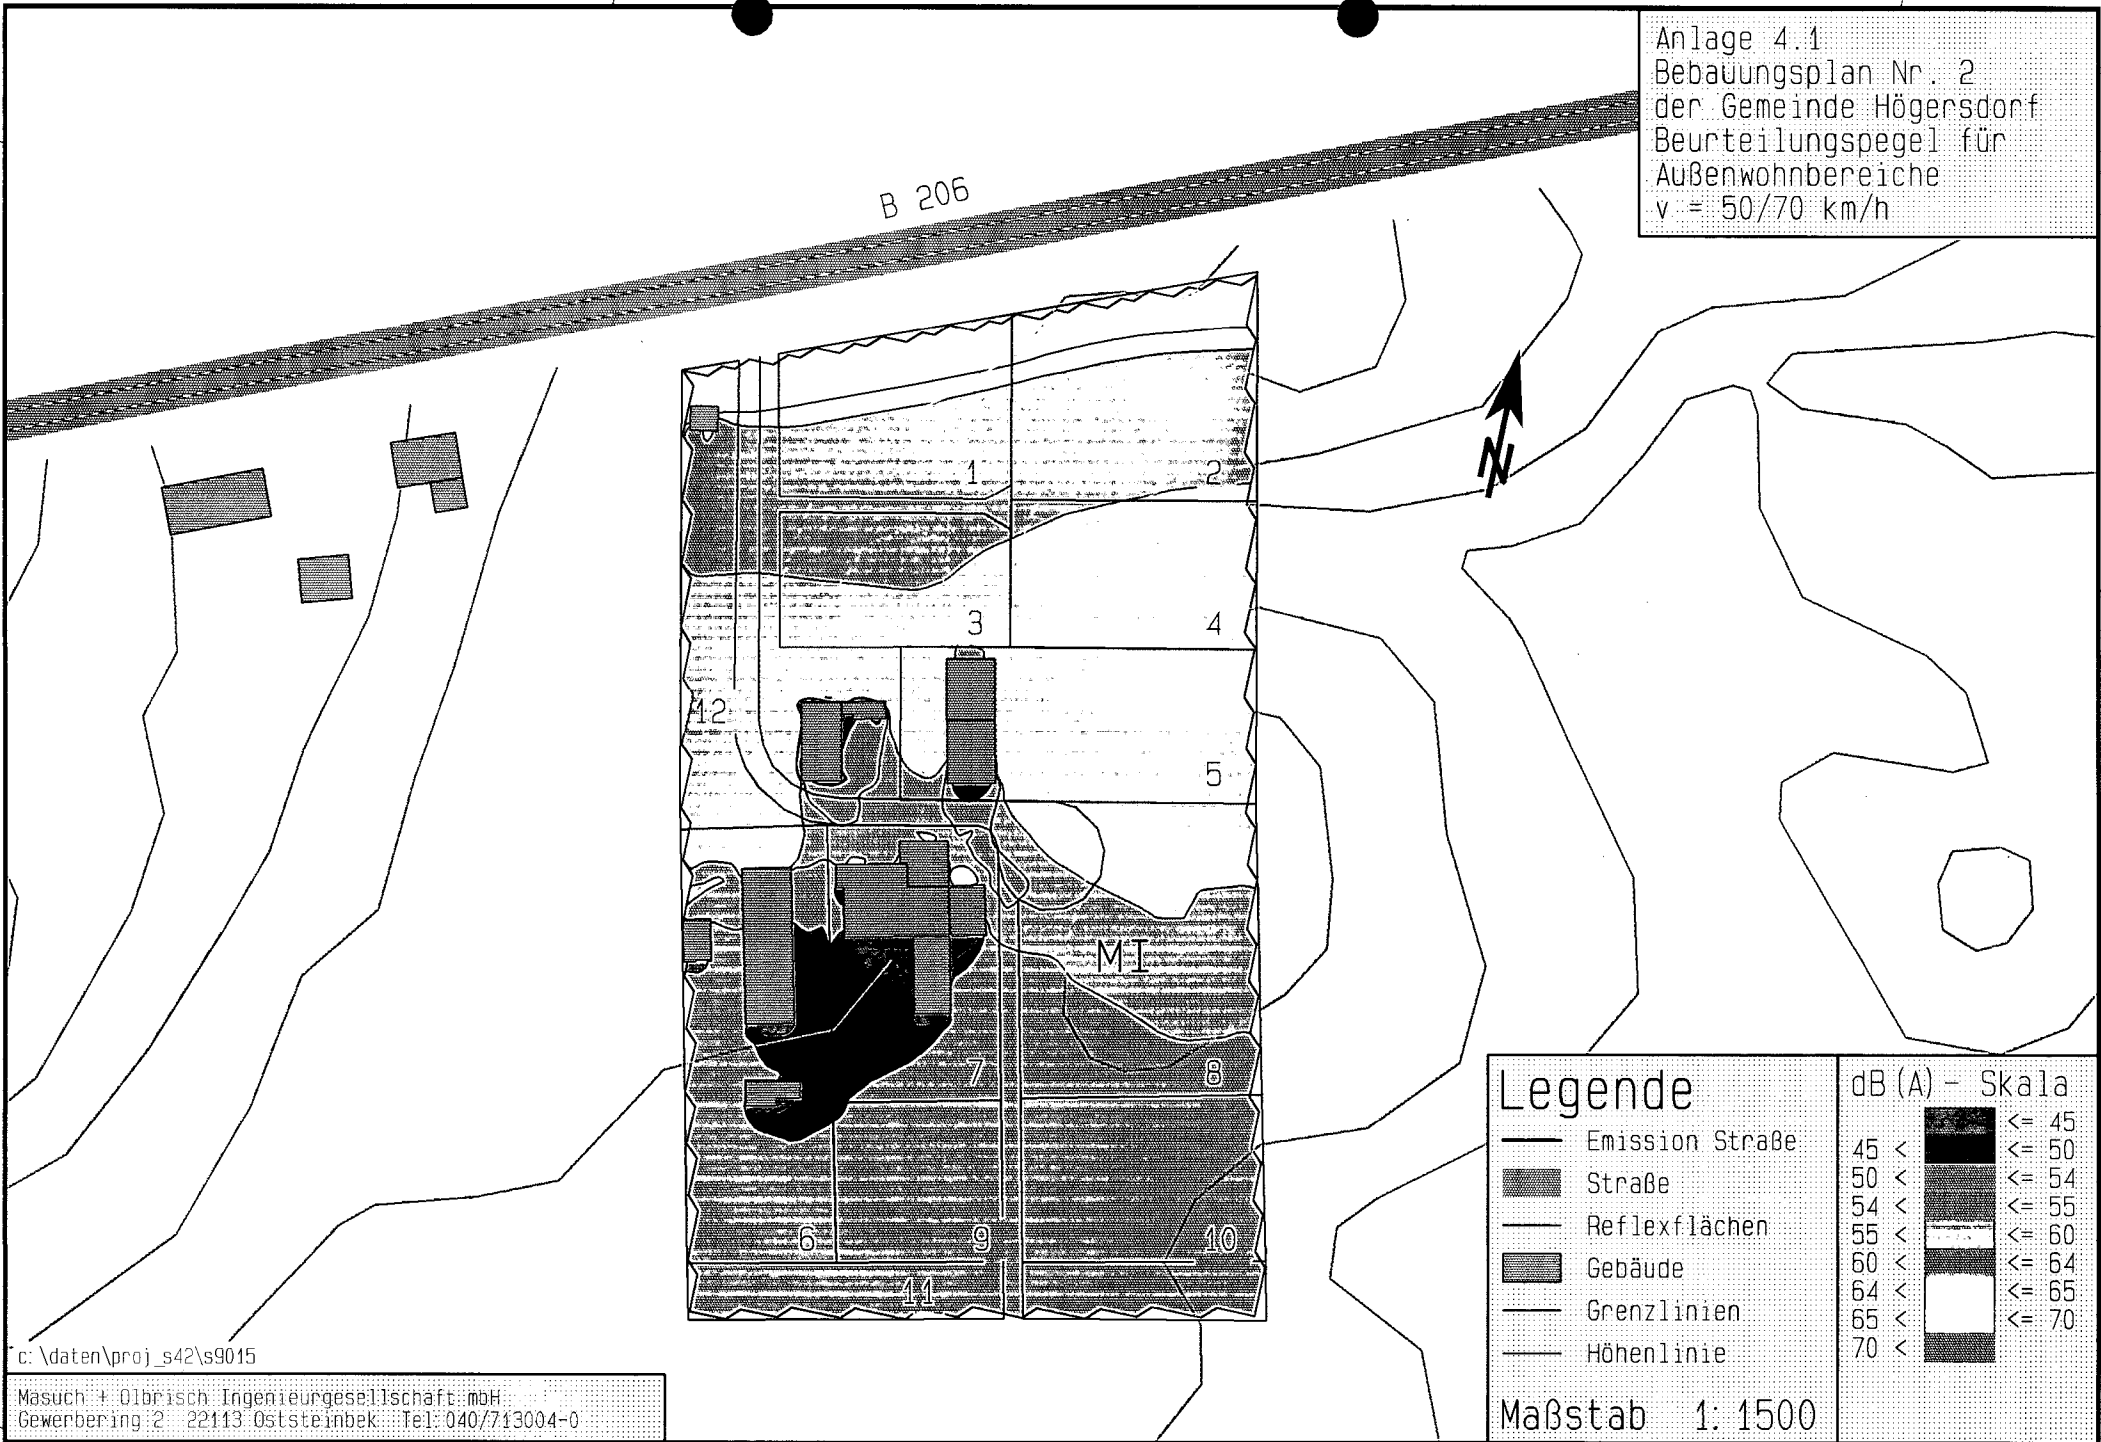 Anlage 4.1
Bebauungsplan Nr. 2
der Gemeinde Högersdorf
Beurteilungspegel für
Außenwohnbereiche
v = 50/70 km/h
B 206
N
1
2
3
4
12
5
MI
7
8
6
9
10
11
Legende
Emission Straße
Straße
Reflexflächen
Gebäude
Grenzlinien
Höhenlinie
Maßstab 1: 1500
dB (A) - Skala
<= 45
45 < <= 50
50 < <= 54
54 < <= 55
55 < <= 60
60 < <= 64
64 < <= 65
65 < <= 70
70 <
c:\daten\proj_s42\s9015
Masuch + Olbrisch Ingenieurgesellschaft mbH
Gewerbering 2 22113 Oststeinbek Tel: 040/713004-0